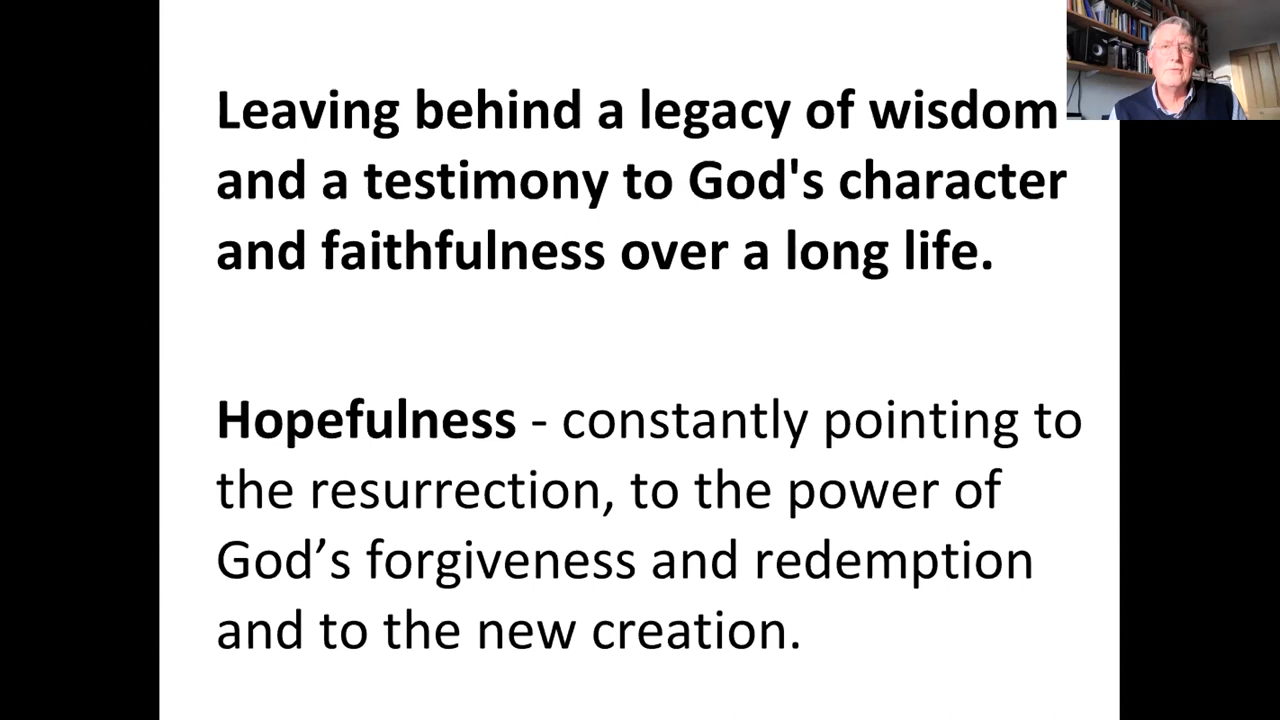 Leaving behind a legacy of wisdom
and a testimony to God's character
and faithfulness over a long life.
Hopefulness - constantly pointing to
the resurrection, to the power of
God’s forgiveness and redemption
and to the new creation.